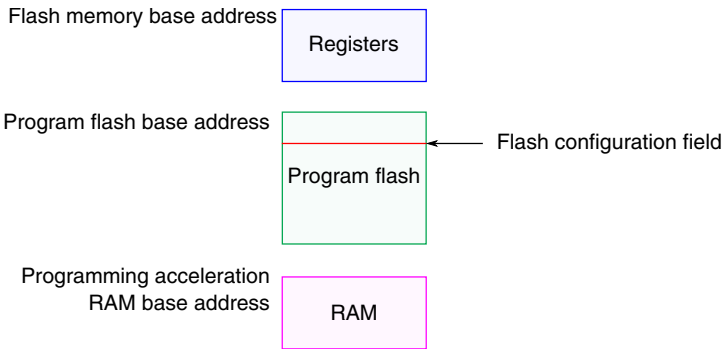 Flash memory base address
Registers
Program flash base address
Flash configuration field
Program flash
Programming acceleration
RAM base address
RAM